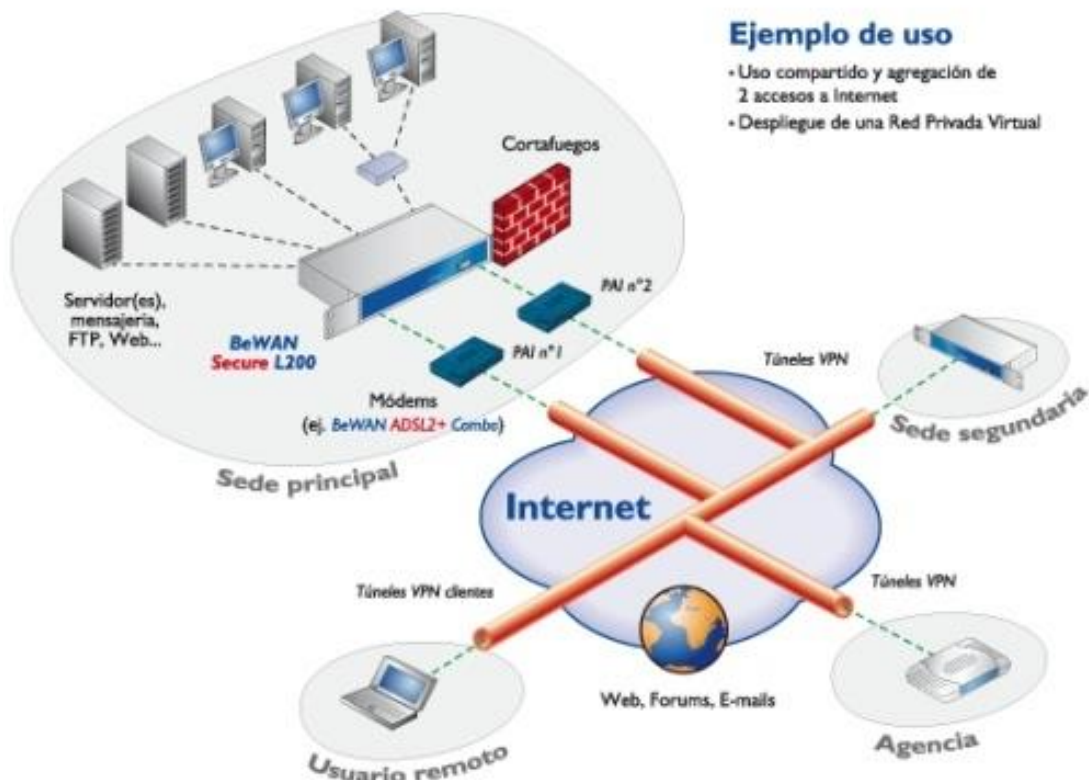 Ejemplo de uso
• Uso compartido y agregación de
2 accesos a Internet
• Despliegue de una Red Privada Virtual
Cortafuegos
Servidor(es),
mensajería,
FTP, Web...
BeWAN
Secure L200
PAI n°2
PAI n°1
Módems
(ej. BeWAN ADSL2+ Combo)
Sede principal
Túneles VPN
Sede segundaria
Internet
Túneles VPN clientes
Túneles VPN
Web, Forums, E-mails
Usuario remoto
Agencia